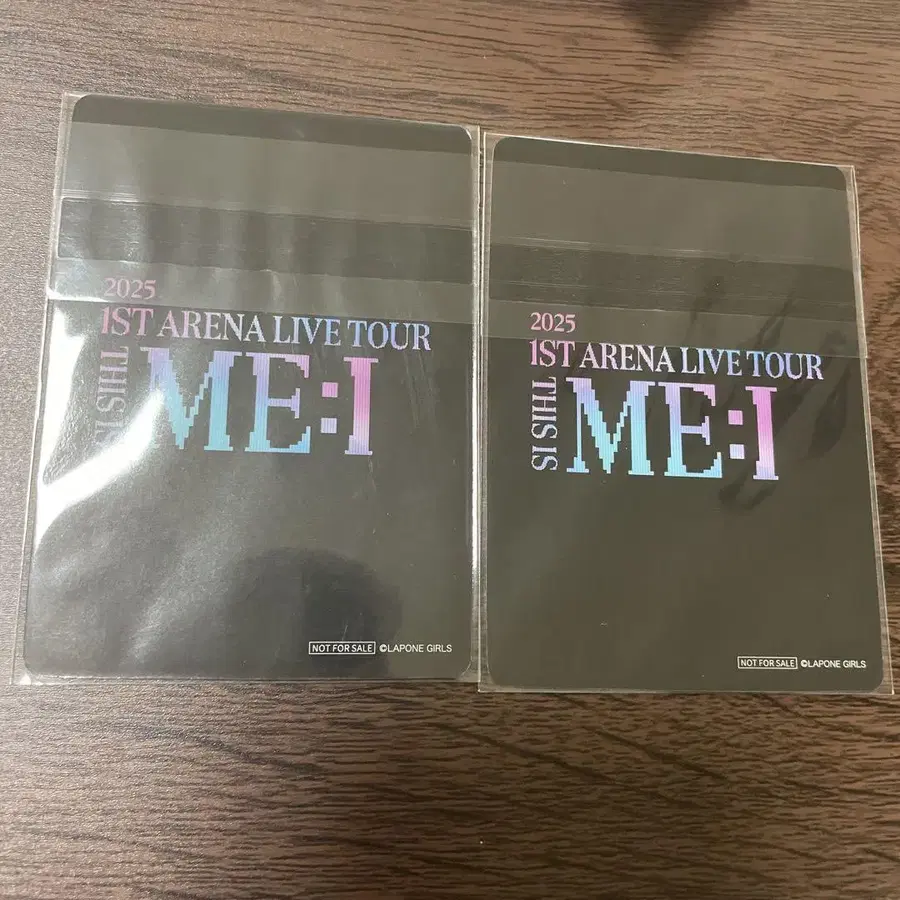 2025
1ST ARENA LIVE TOUR
THIS IS
ME:I
NOT FOR SALE ©LAPONE GIRLS
2025
1ST ARENA LIVE TOUR
THIS IS
ME:I
NOT FOR SALE ©LAPONE GIRLS